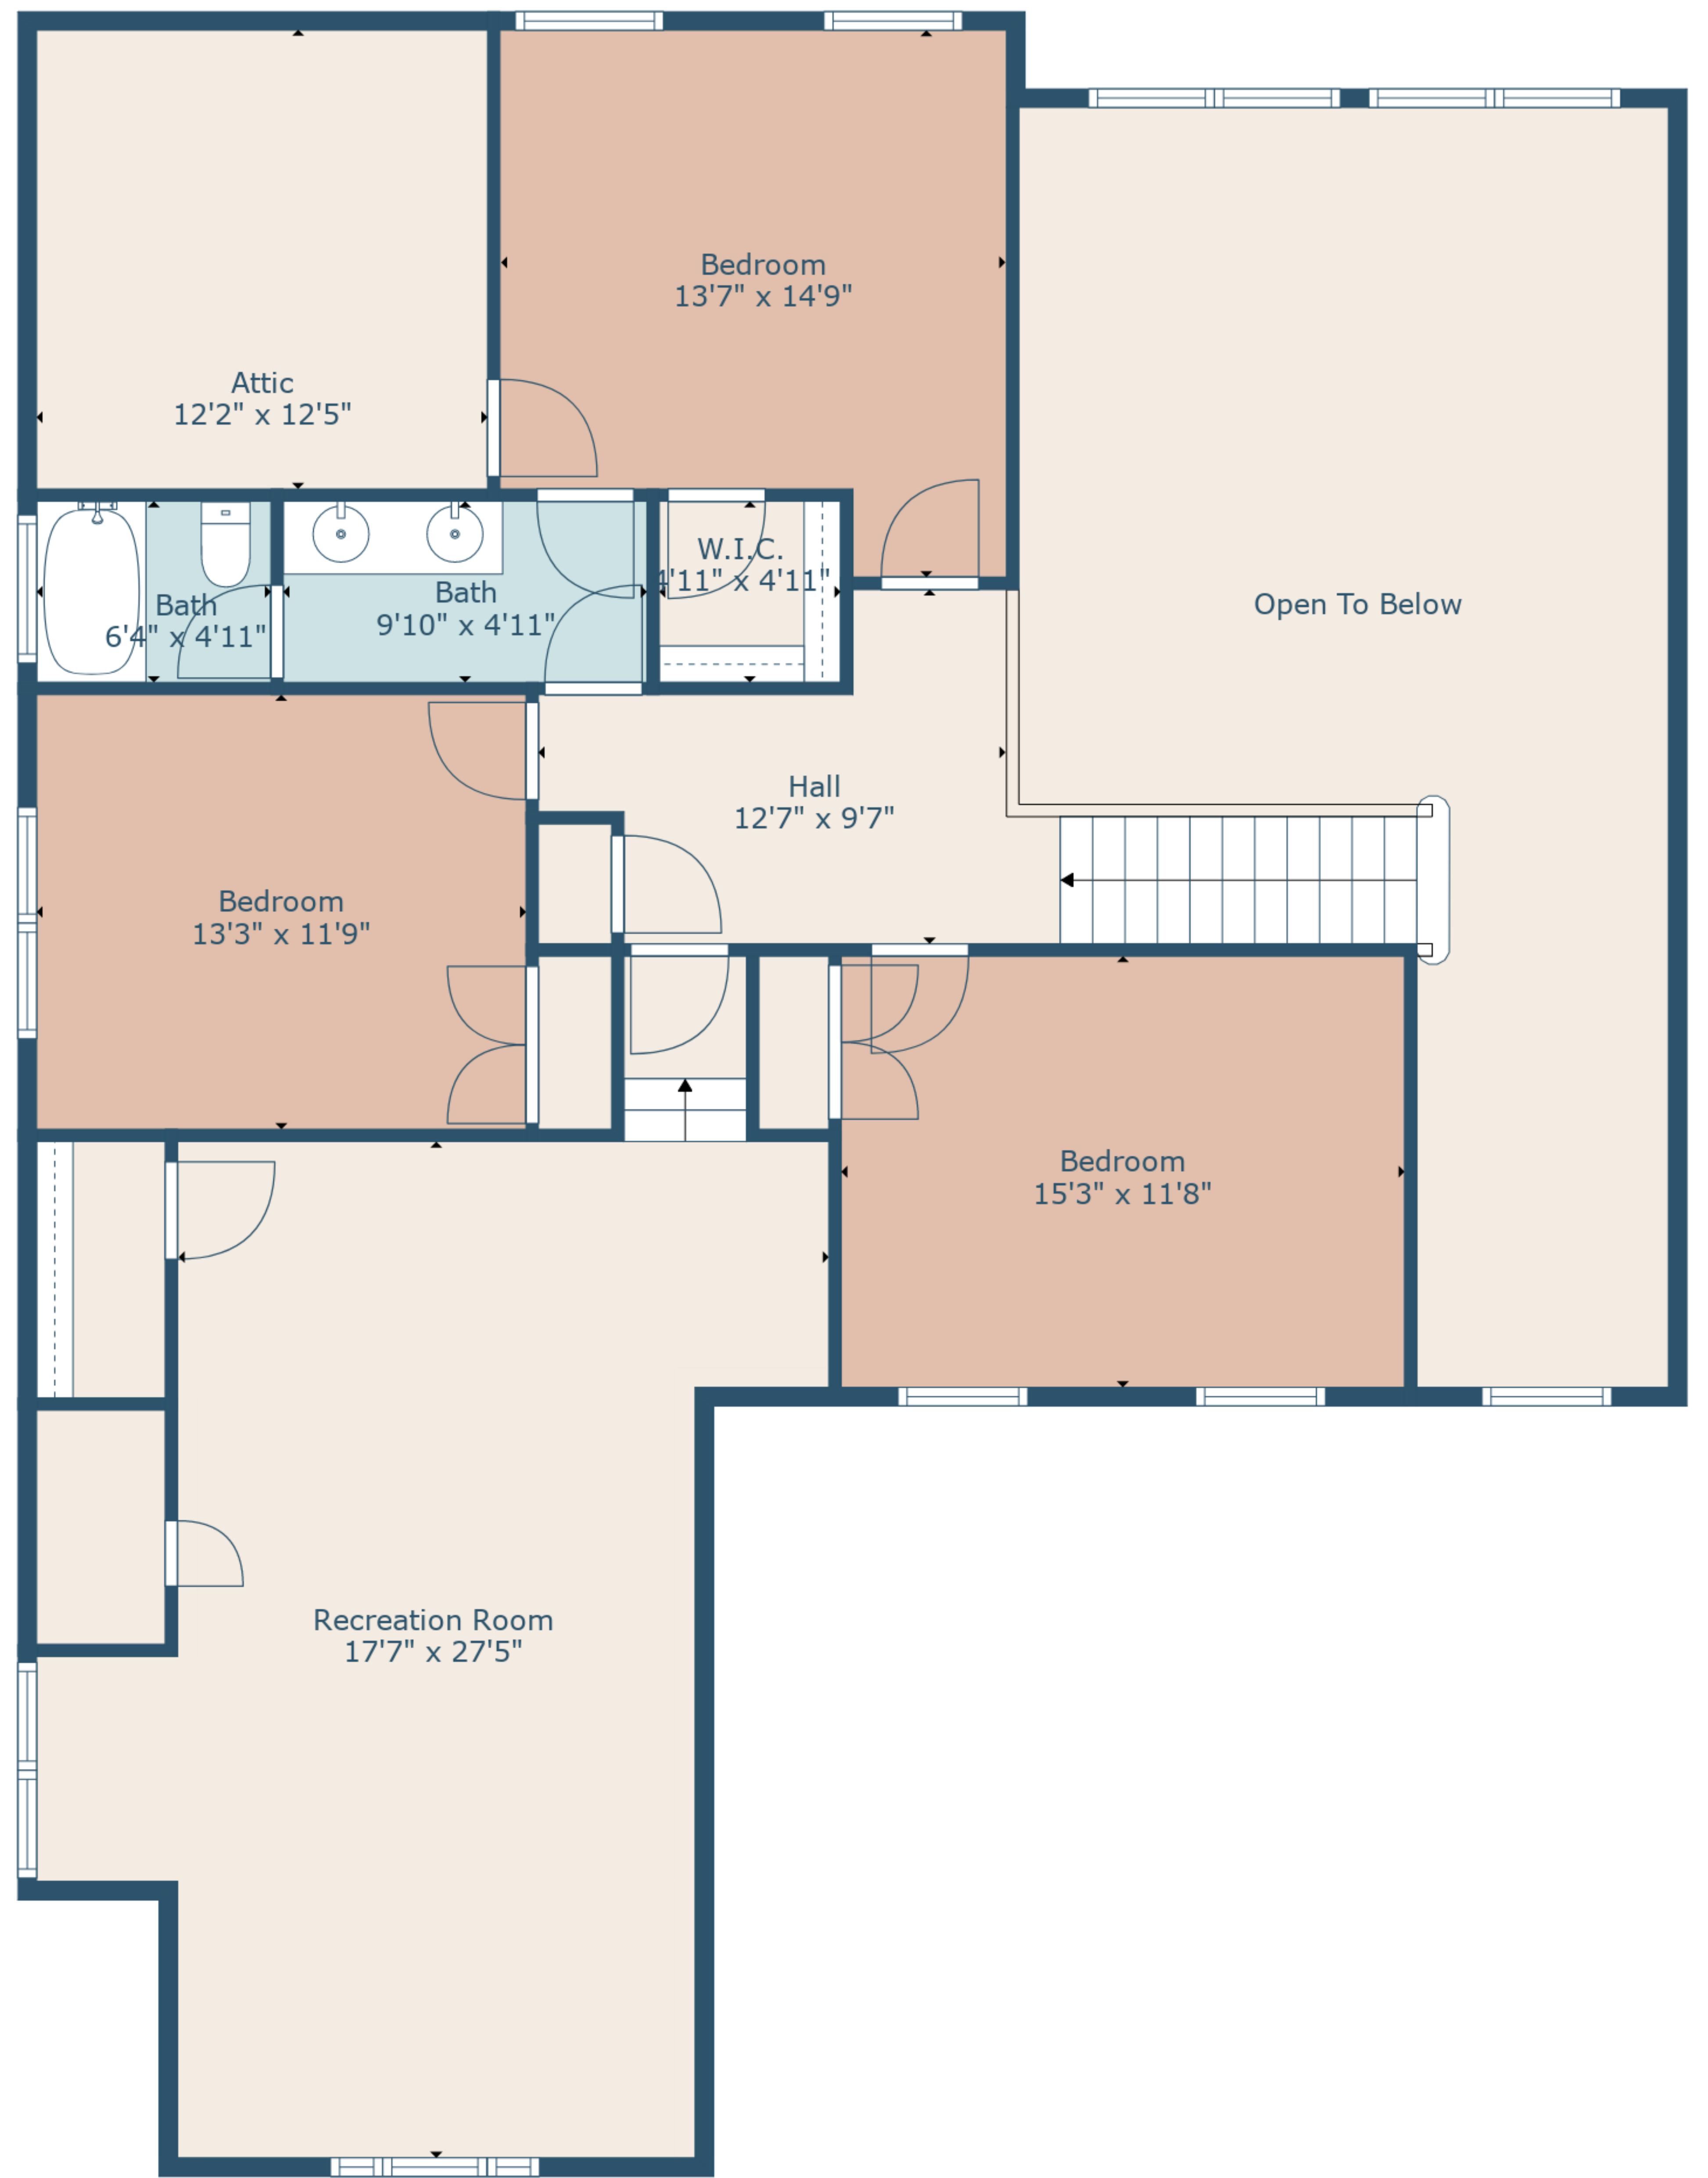 Bedroom
13'7" x 14'9"
Attic
12'2" x 12'5"
W.I.C.
4'11" x 4'11"
Bath
9'10" x 4'11"
Bath
6'4" x 4'11"
Open To Below
Hall
12'7" x 9'7"
Bedroom
13'3" x 11'9"
Bedroom
15'3" x 11'8"
Recreation Room
17'7" x 27'5"